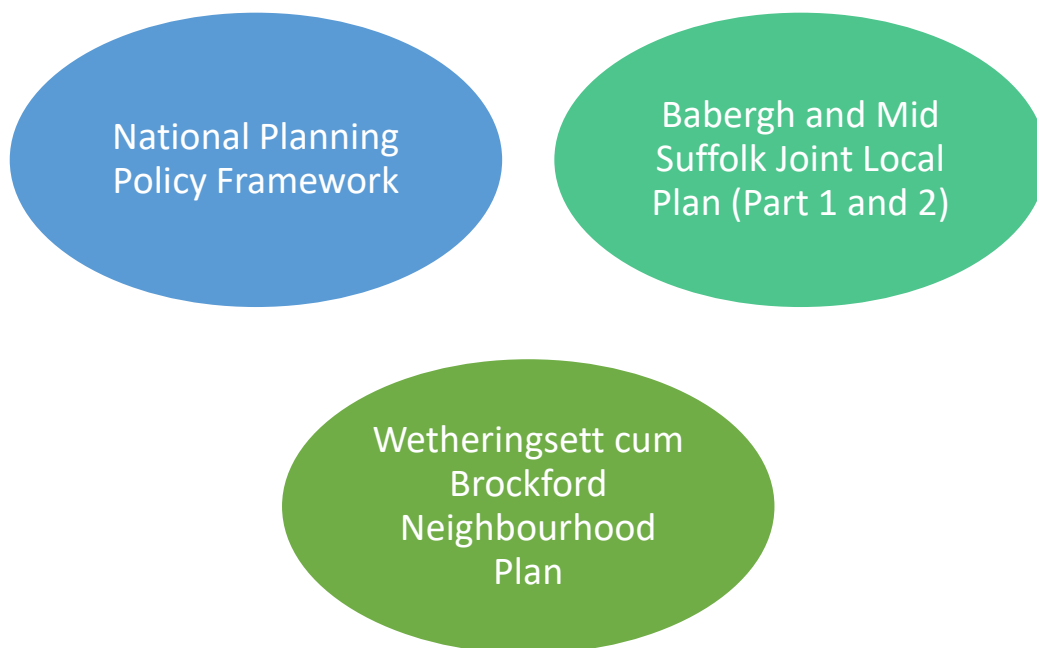 National Planning
Policy Framework
Babergh and Mid
Suffolk Joint Local
Plan (Part 1 and 2)
Wetheringsett cum
Brockford
Neighbourhood
Plan